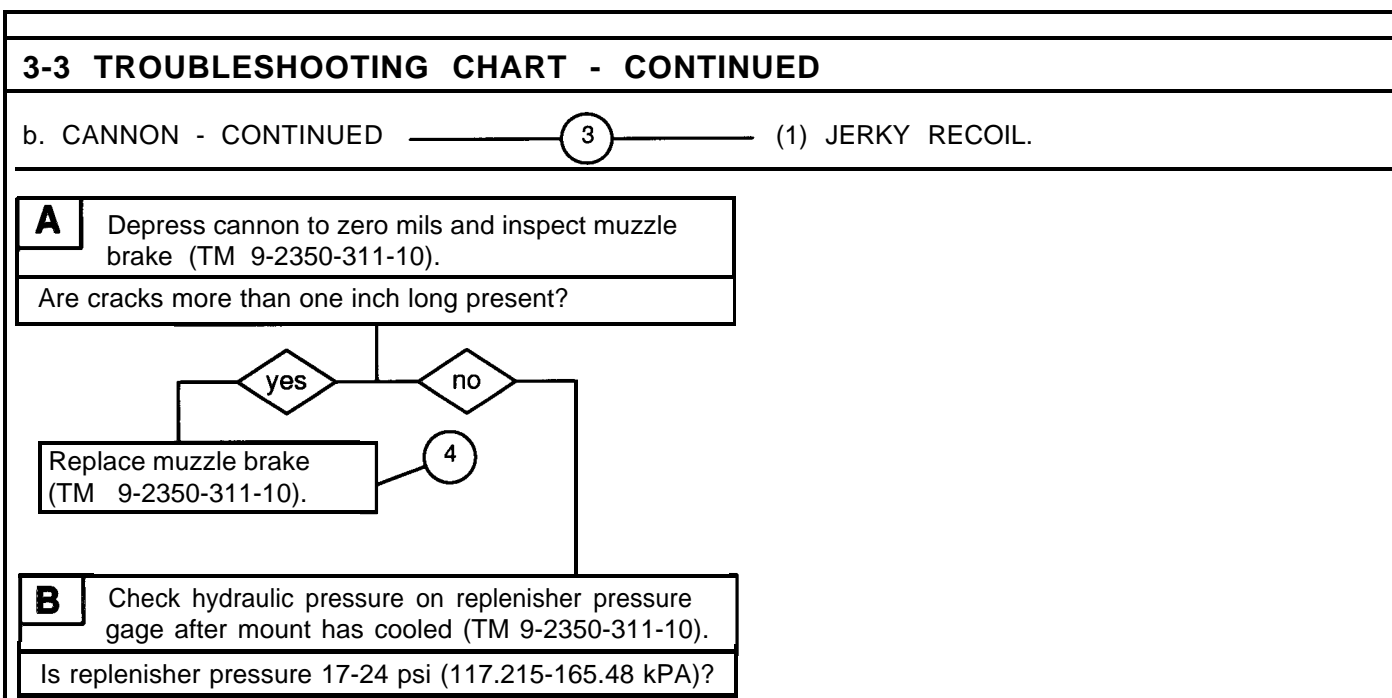 3-3 TROUBLESHOOTING CHART - CONTINUED
b. CANNON - CONTINUED 3 (1) JERKY RECOIL.
A Depress cannon to zero mils and inspect muzzle
brake (TM 9-2350-311-10).
Are cracks more than one inch long present?
yes no
Replace muzzle brake 4
(TM 9-2350-311-10).
B Check hydraulic pressure on replenisher pressure
gage after mount has cooled (TM 9-2350-311-10).
Is replenisher pressure 17-24 psi (117.215-165.48 kPA)?